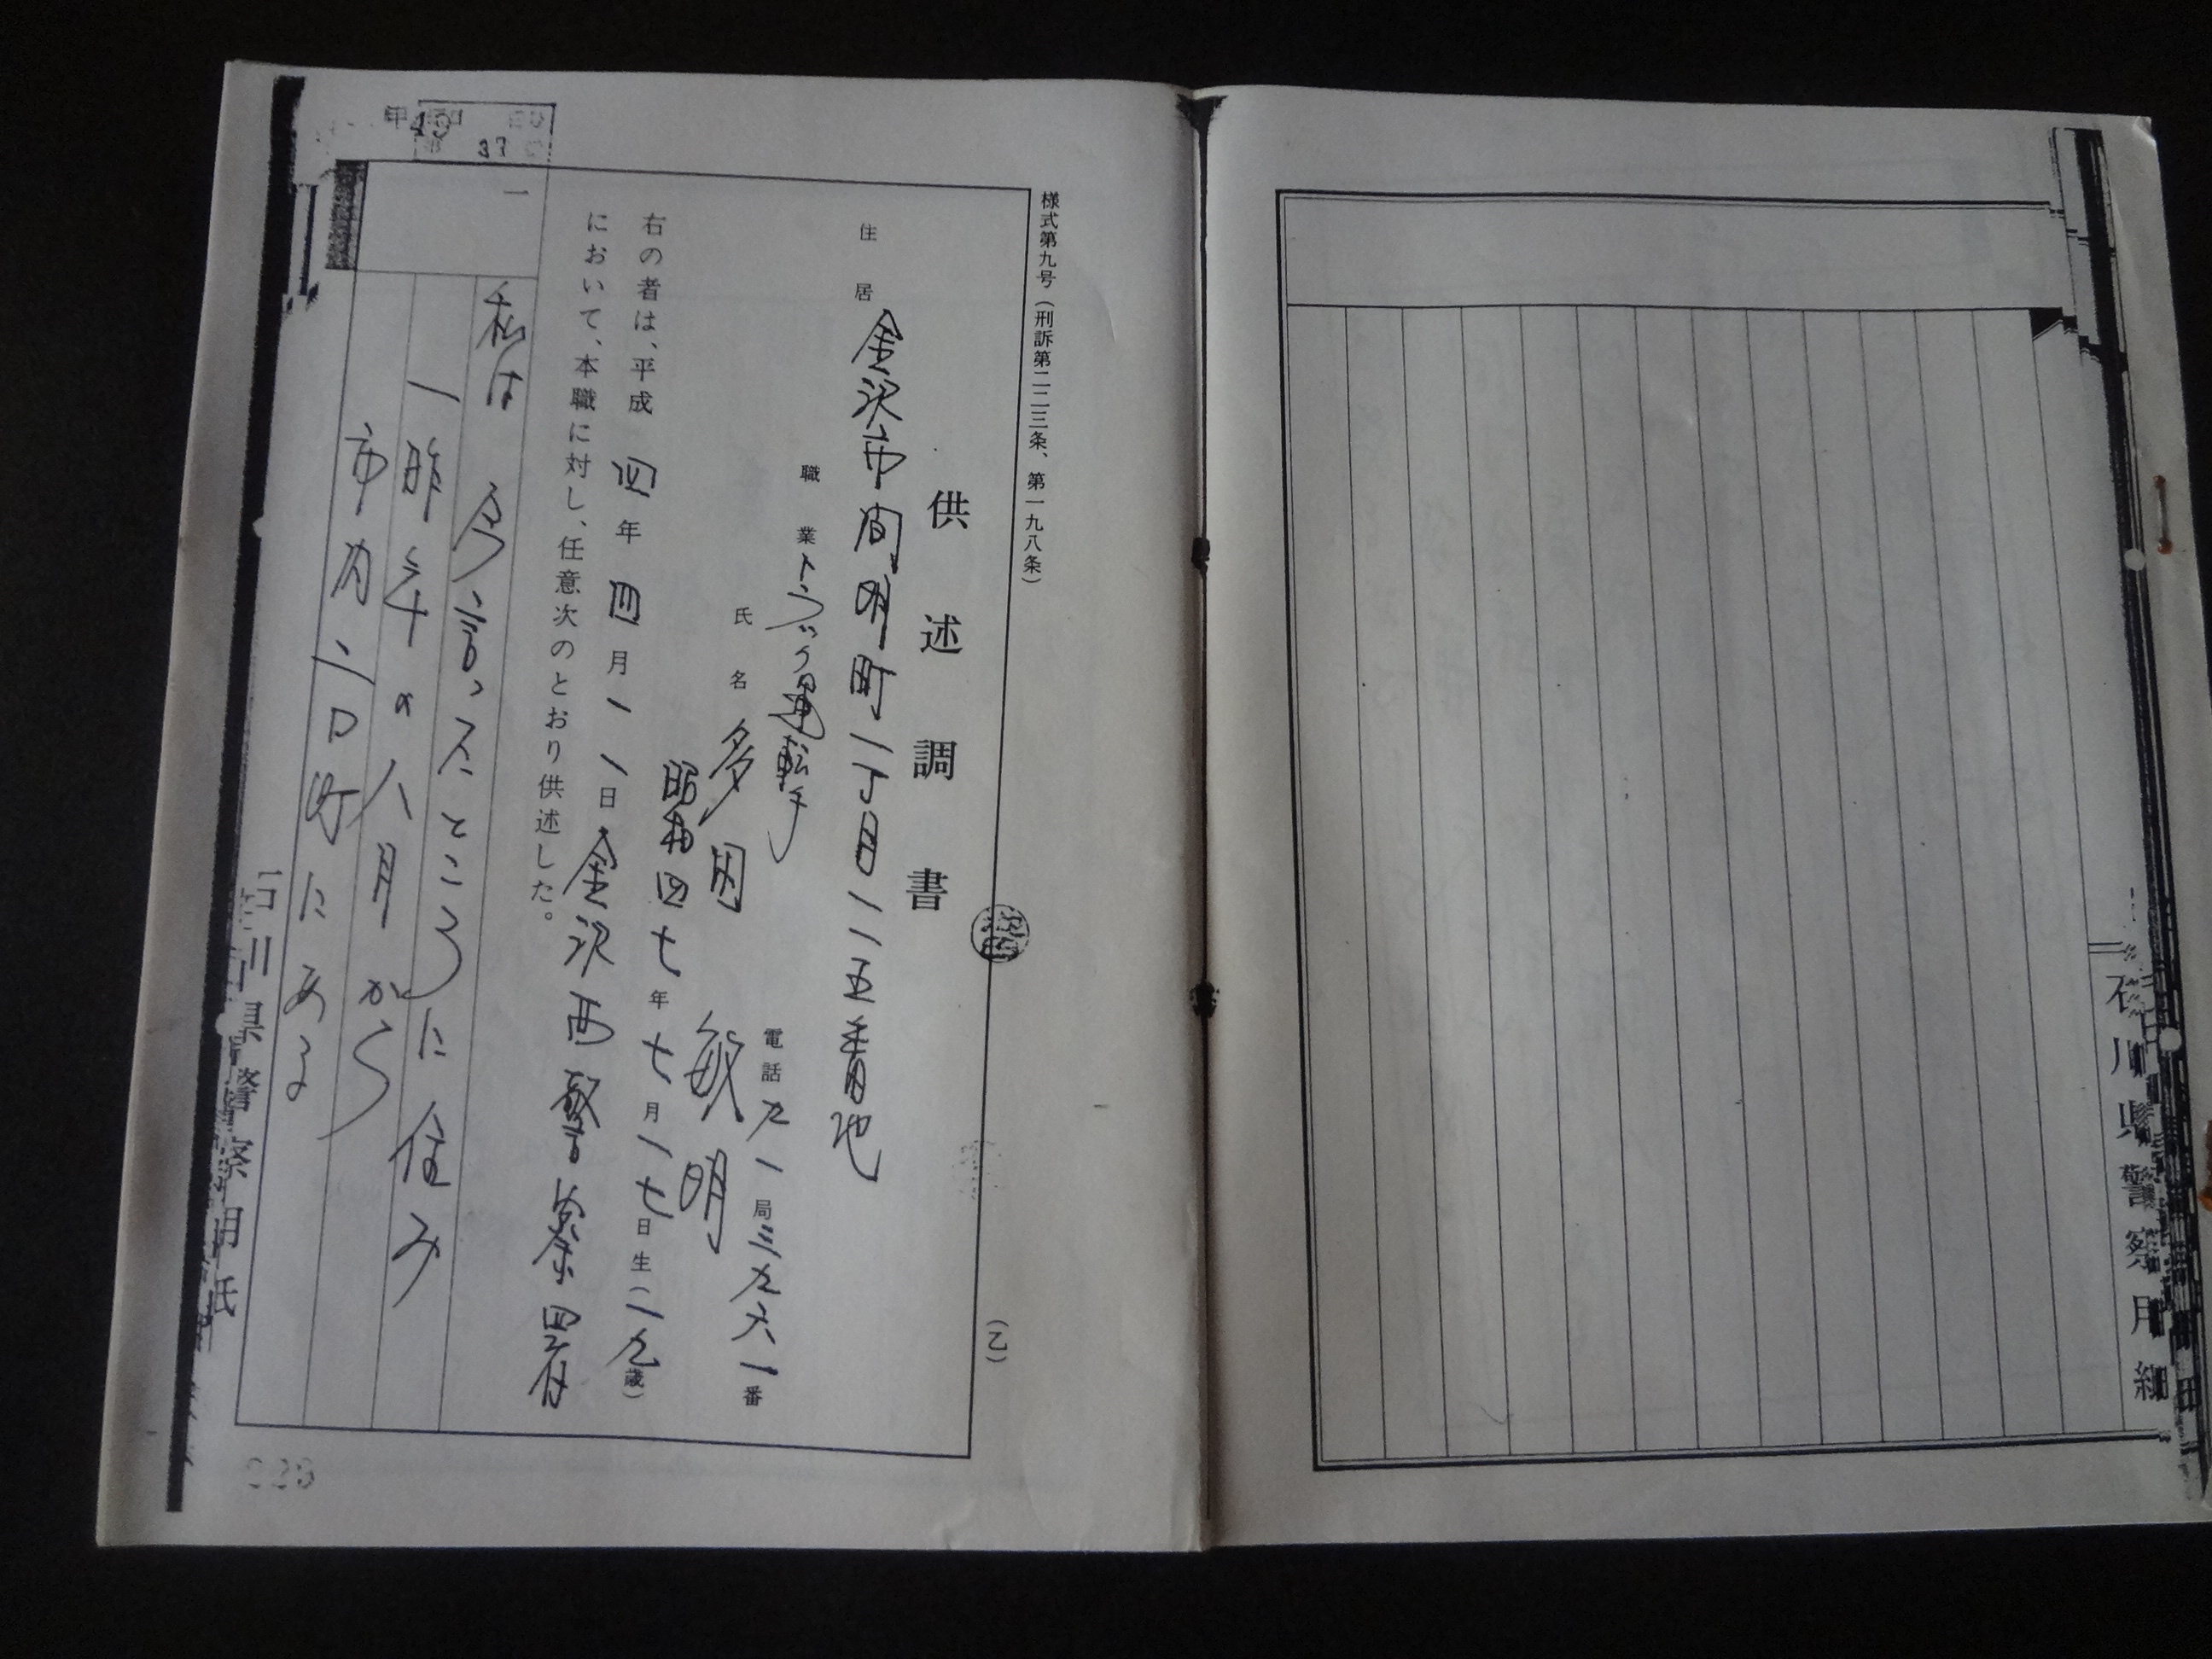 石川県警察用紙
様式第九号（刑訴第二二三条、第一九八条）
（乙）
供述調書
住居 金沢市間明町一丁目一一五番地
職業 トラック運転手
電話九一局三九六一番
氏名 多田敏明
昭和四七年七月一七日生（一九歳）
右の者は、平成四年四月一一日金沢西警察署
において、本職に対し、任意次のとおり供述した。
一
私は 今言ったところに住み
一昨年の八月から
市内二口町にある
石川県警察用紙